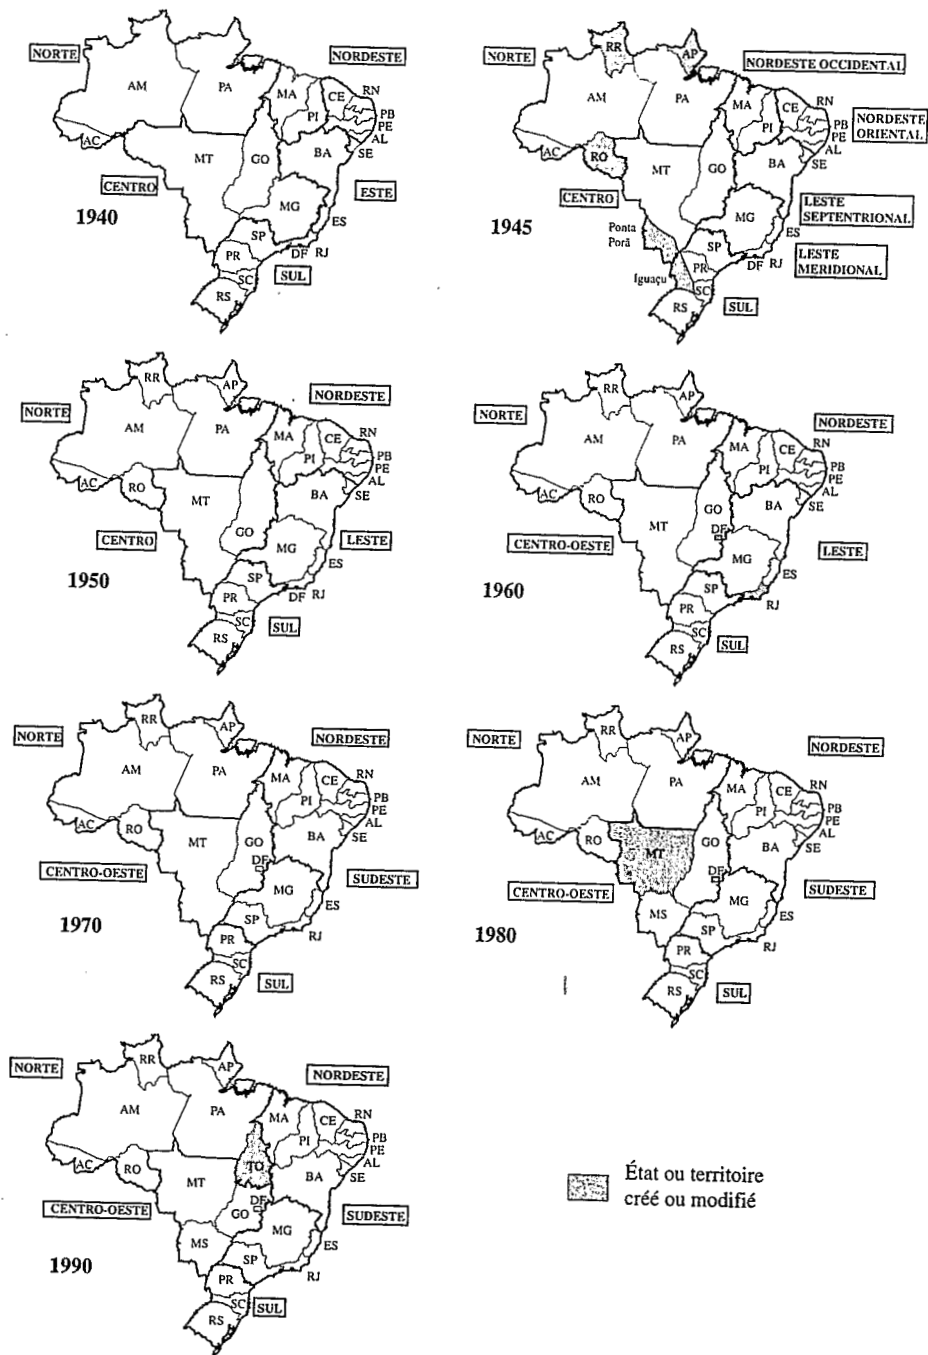 NORTE
NORDESTE
AM
PA
MA
CE
RN
PI
PB
PE
AL
AC
SE
MT
GO
BA
CENTRO
ESTE
1940
MG
ES
SP
RJ
DF
PR
SC
SUL
RS
RR
AP
NORTE
NORDESTE OCCIDENTAL
AM
PA
MA
CE
RN
PI
PB
NORDESTE
ORIENTAL
PE
AL
AC
RO
SE
MT
GO
BA
CENTRO
LESTE
SEPTENTRIONAL
1945
MG
ES
Ponta
Porã
SP
RJ
DF
LESTE
MERIDIONAL
PR
Iguaçu
SC
RS
SUL
RR
AP
NORDESTE
NORTE
AM
PA
MA
CE
RN
PI
PB
PE
AL
AC
RO
SE
MT
BA
GO
CENTRO
LESTE
MG
1950
ES
SP
RJ
DF
PR
SC
SUL
RS
RR
AP
NORTE
NORDESTE
AM
PA
MA
CE
RN
PI
PB
PE
AL
AC
RO
SE
MT
GO
BA
DF
CENTRO-OESTE
LESTE
MG
1960
ES
SP
RJ
PR
SC
SUL
RS
RR
AP
NORTE
NORDESTE
AM
PA
MA
CE
RN
PI
PB
PE
AL
AC
RO
SE
MT
GO
BA
DF
CENTRO-OESTE
SUDESTE
MG
1970
ES
SP
RJ
PR
SC
SUL
RS
RR
AP
NORTE
NORDESTE
AM
PA
MA
CE
RN
PI
PB
PE
AL
AC
RO
SE
MT
GO
BA
DF
CENTRO-OESTE
SUDESTE
MG
MS
ES
1980
SP
RJ
PR
SC
SUL
RS
RR
AP
NORTE
NORDESTE
AM
PA
MA
CE
RN
PI
PB
PE
AL
AC
RO
TO
SE
MT
BA
DF
CENTRO-OESTE
GO
SUDESTE
MG
MS
ES
1990
SP
RJ
PR
SC
SUL
RS
État ou territoire
créé ou modifié